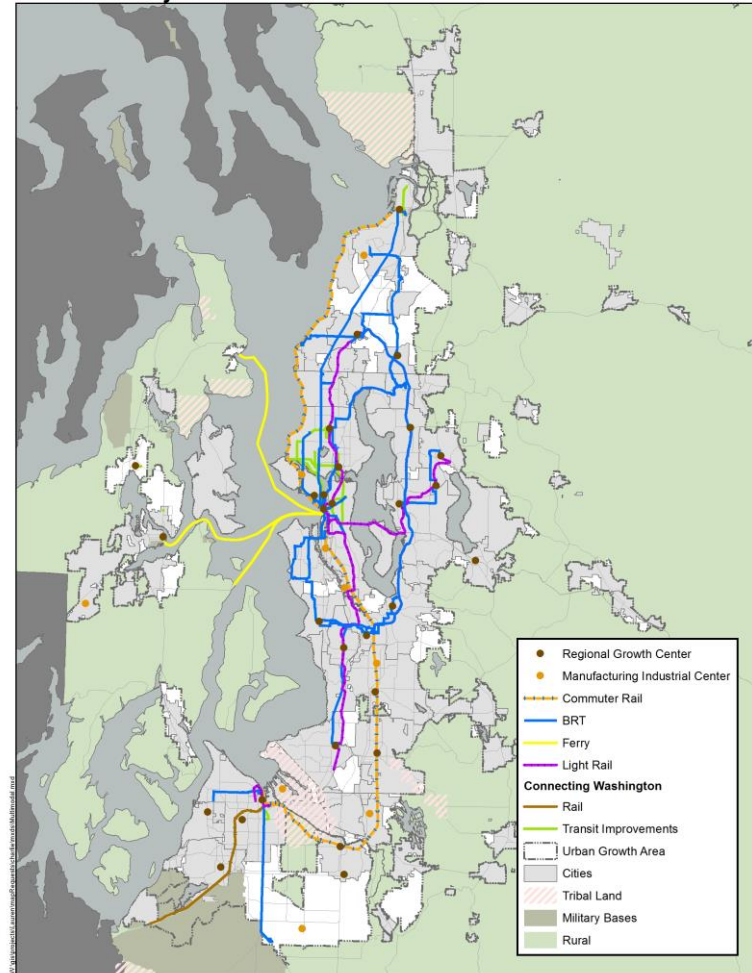 Regional Growth Center
Manufacturing Industrial Center
Commuter Rail
BRT
Ferry
Light Rail
Connecting Washington
Rail
Transit Improvements
Urban Growth Area
Cities
Tribal Land
Military Bases
Rural